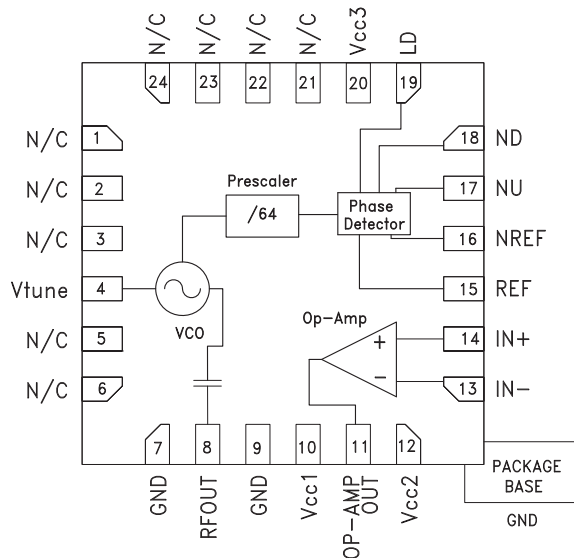 N/C
N/C
N/C
N/C
Vcc3
LD
24
23
22
21
20
19
N/C
1
18
ND
N/C
2
Prescaler
/64
Phase
Detector
17
NU
N/C
3
16
NREF
Vtune
4
VCO
15
REF
Op-Amp
N/C
5
+
14
IN+
N/C
6
−
13
IN-
7
8
9
10
11
12
GND
RFOUT
GND
Vcc1
OP-AMP
OUT
Vcc2
PACKAGE
BASE
GND